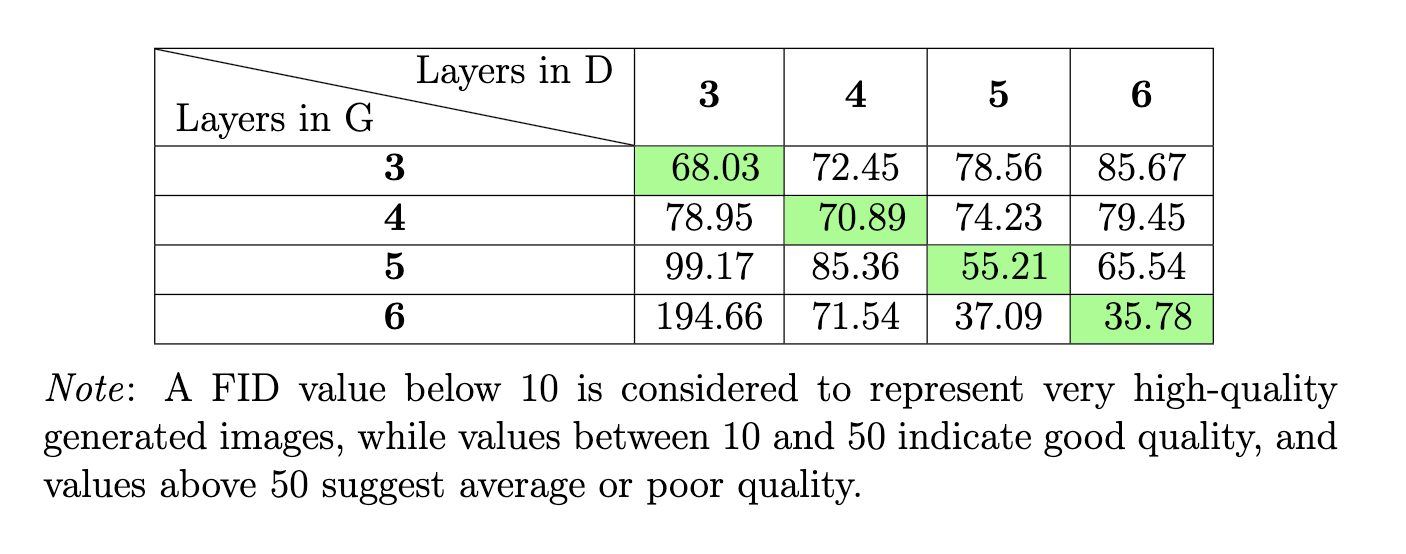 Layers in D
Layers in G
3 4 5 6
3 68.03 72.45 78.56 85.67
4 78.95 70.89 74.23 79.45
5 99.17 85.36 55.21 65.54
6 194.66 71.54 37.09 35.78
Note: A FID value below 10 is considered to represent very high-quality
generated images, while values between 10 and 50 indicate good quality, and
values above 50 suggest average or poor quality.